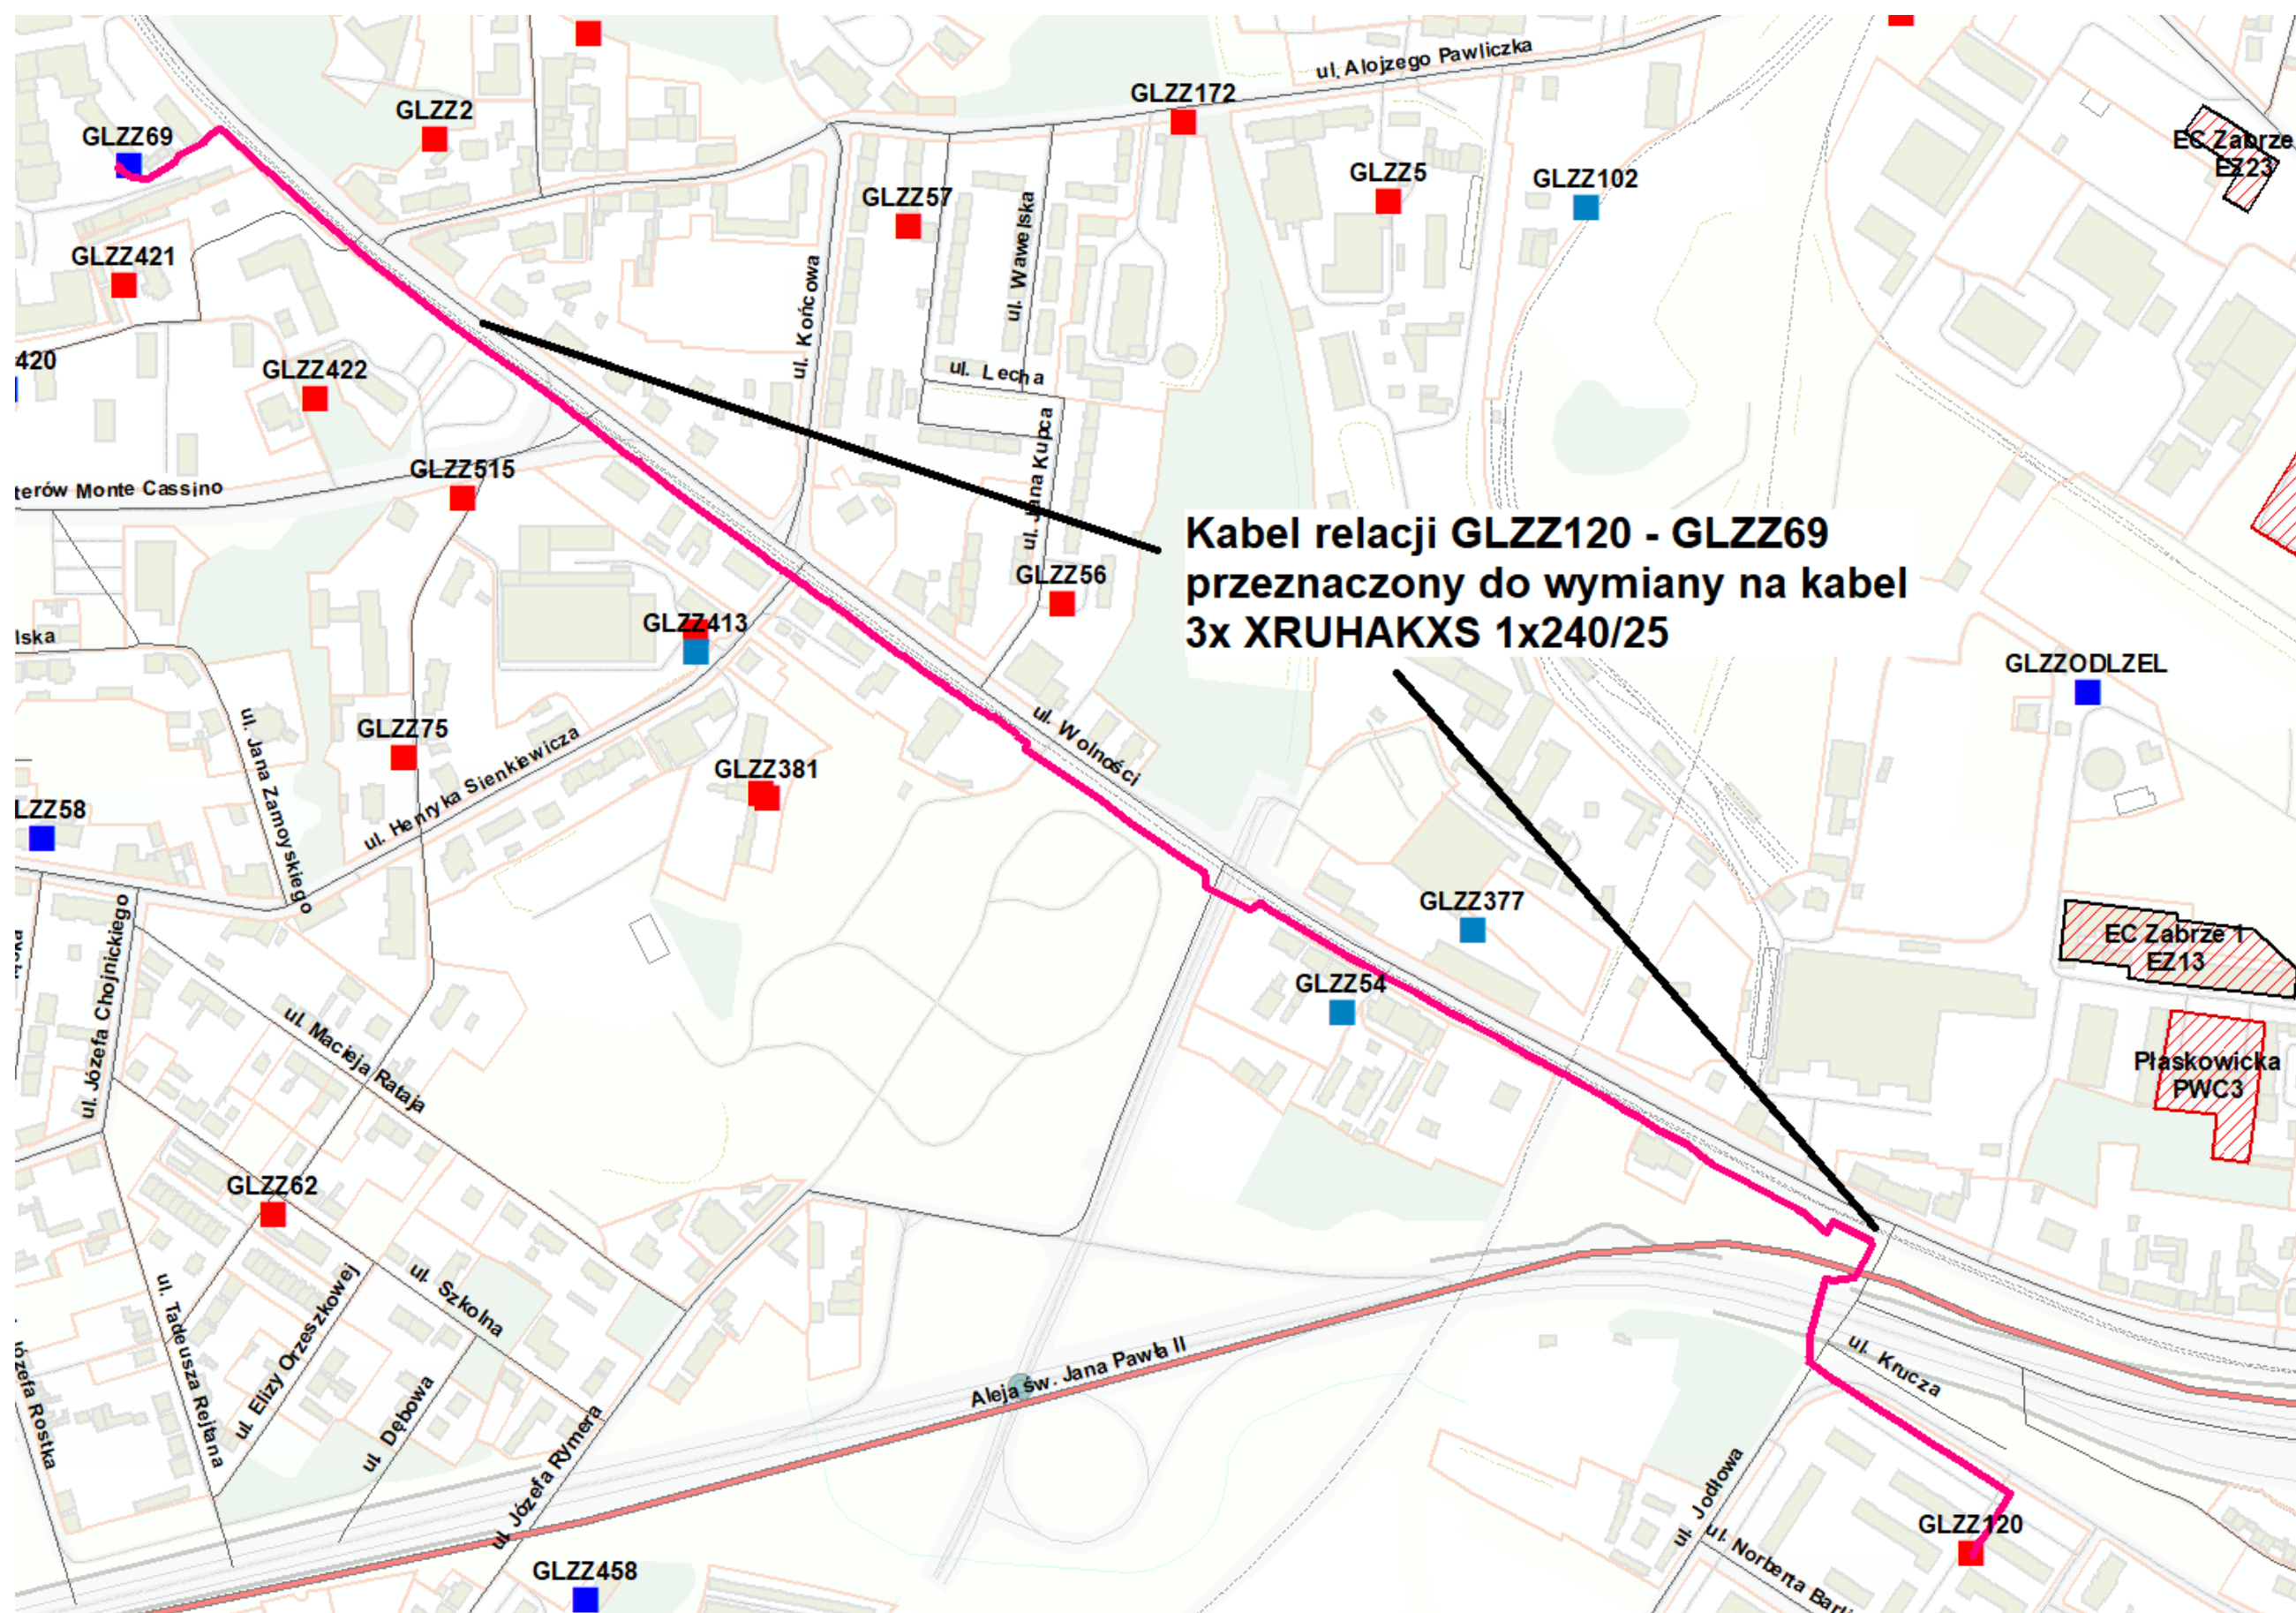 ul. Alojzego Pawliczka
GLZZ172
GLZZ2
GLZZ69
EC Zabrze
EZ23
GLZZ5
GLZZ102
GLZZ57
ul. Wawelska
GLZZ421
ul. Końcowa
420
GLZZ422
ul. Lecha
ul. Jana Kupca
GLZZ515
terów Monte Cassino
Kabel relacji GLZZ120 - GLZZ69
przeznaczony do wymiany na kabel
3x XRUHAKXS 1x240/25
GLZZ56
GLZZ413
lska
GLZZODLZEL
ul. Wolności
GLZZ75
ul. Jana Zamoyskiego
ul. Henryka Sienkiewicza
GLZZ381
LZZ58
GLZZ377
EC Zabrze 1
EZ13
ul. Józefa Chojnickiego
GLZZ54
ul. Macieja Rataja
Płaskowicka
PWC3
GLZZ62
ul. Szkolna
ul. Tadeusza Rejtana
ul. Elizy Orzeszkowej
ul. Dębowa
ózefa Rostka
ul. Józefa Rymera
Aleja św. Jana Pawła II
ul. Krucza
ul. Jodłowa
GLZZ120
ul. Norberta Barli
GLZZ458